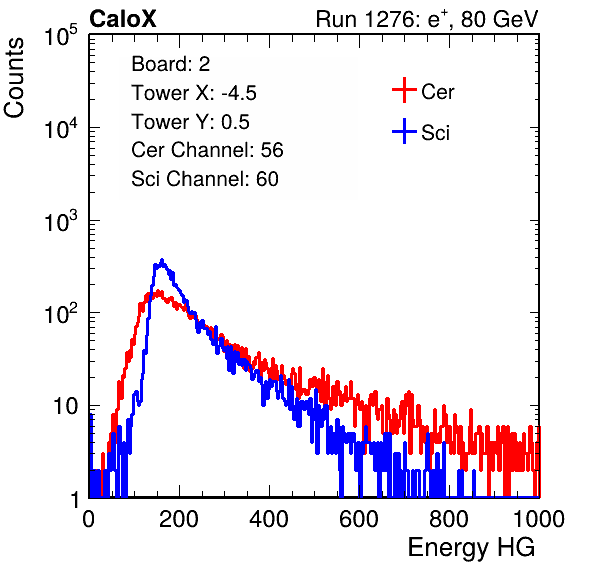 CaloX Run 1276: e⁺, 80 GeV
Counts
10⁵
10⁴
10³
10²
10
1
Board: 2
Tower X: -4.5
Tower Y: 0.5
Cer Channel: 56
Sci Channel: 60
Cer
Sci
0 200 400 600 800 1000
Energy HG